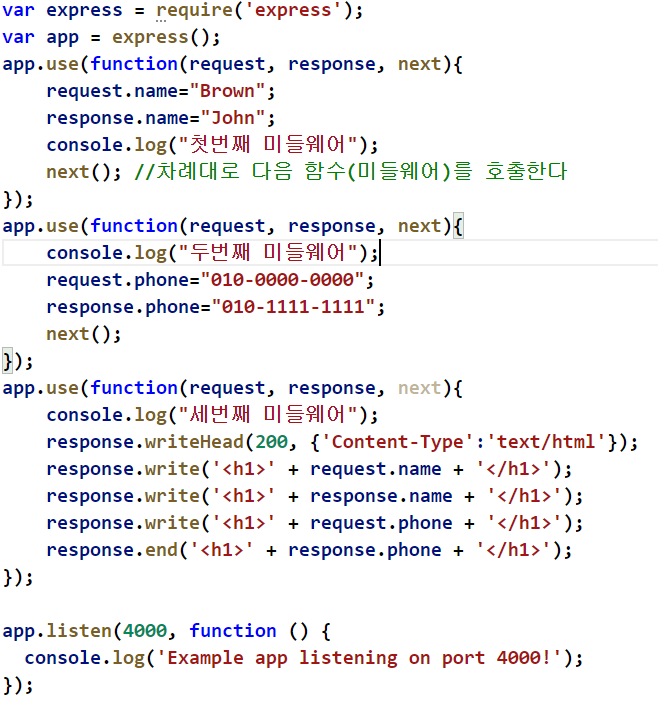 var express = require('express');
var app = express();
app.use(function(request, response, next){
    request.name="Brown";
    response.name="John";
    console.log("첫번째 미들웨어");
    next(); //차례대로 다음 함수(미들웨어)를 호출한다
});
app.use(function(request, response, next){
    console.log("두번째 미들웨어");
    request.phone="010-0000-0000";
    response.phone="010-1111-1111";
    next();
});
app.use(function(request, response, next){
    console.log("세번째 미들웨어");
    response.writeHead(200, {'Content-Type':'text/html'});
    response.write('<h1>' + request.name + '</h1>');
    response.write('<h1>' + response.name + '</h1>');
    response.write('<h1>' + request.phone + '</h1>');
    response.end('<h1>' + response.phone + '</h1>');
});

app.listen(4000, function () {
  console.log('Example app listening on port 4000!');
});